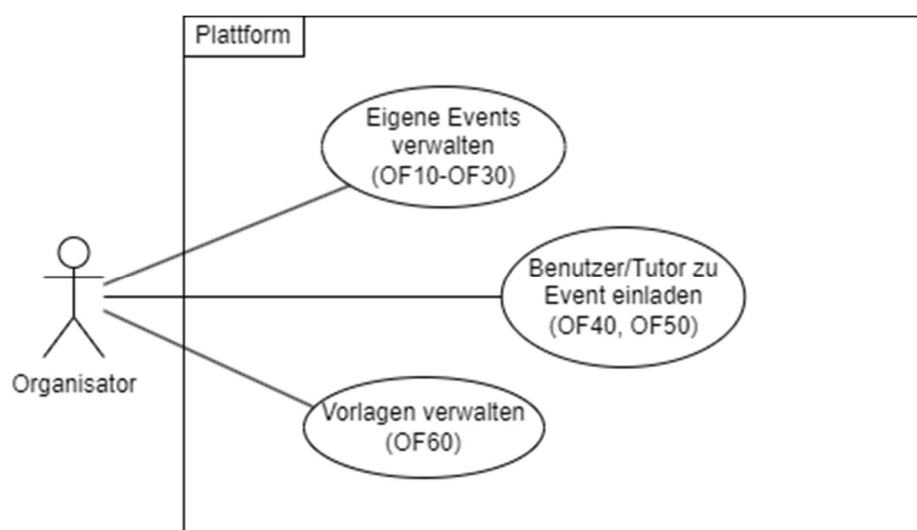 Plattform
Eigene Events
verwalten
(OF10-OF30)
Benutzer/Tutor zu
Event einladen
(OF40, OF50)
Organisator
Vorlagen verwalten
(OF60)